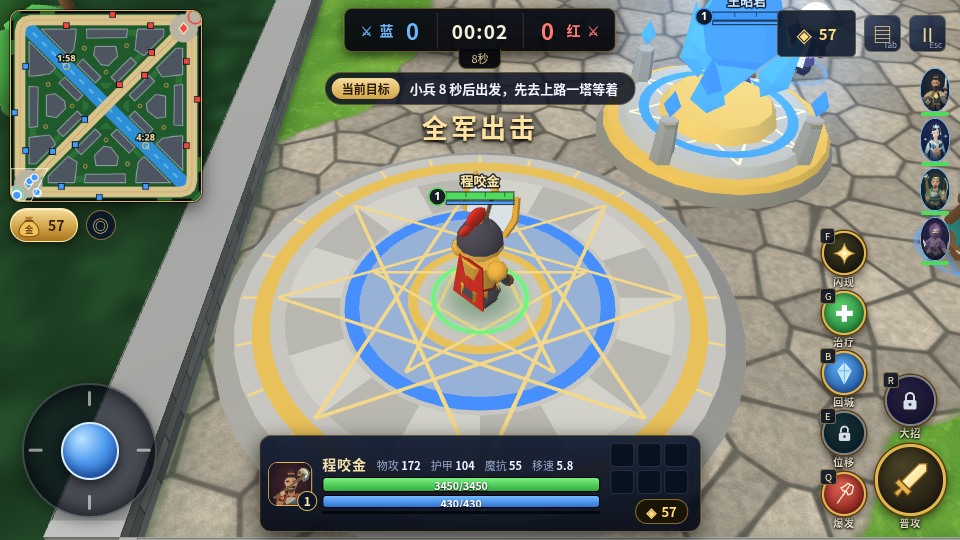 1:58
4:28
金 57
蓝 0
00:02
0 红
8秒
当前目标 小兵 8 秒后出发，先去上路一塔等着
全军出击
王昭君
1
57
Tab
Esc
程咬金
1
F
闪现
G
治疗
B
回城
E
位移
Q
爆发
R
大招
普攻
程咬金 物攻 172 护甲 104 魔抗 55 移速 5.8
3450/3450
430/430
1
57